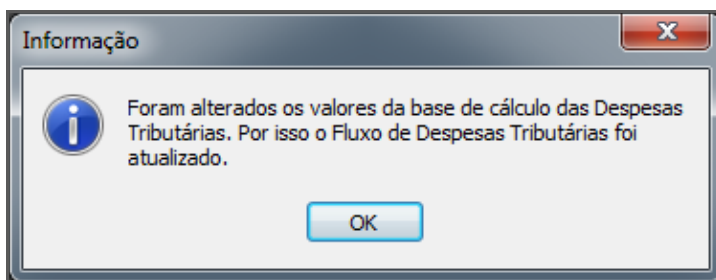 Informação
Foram alterados os valores da base de cálculo das Despesas
Tributárias. Por isso o Fluxo de Despesas Tributárias foi
atualizado.
OK